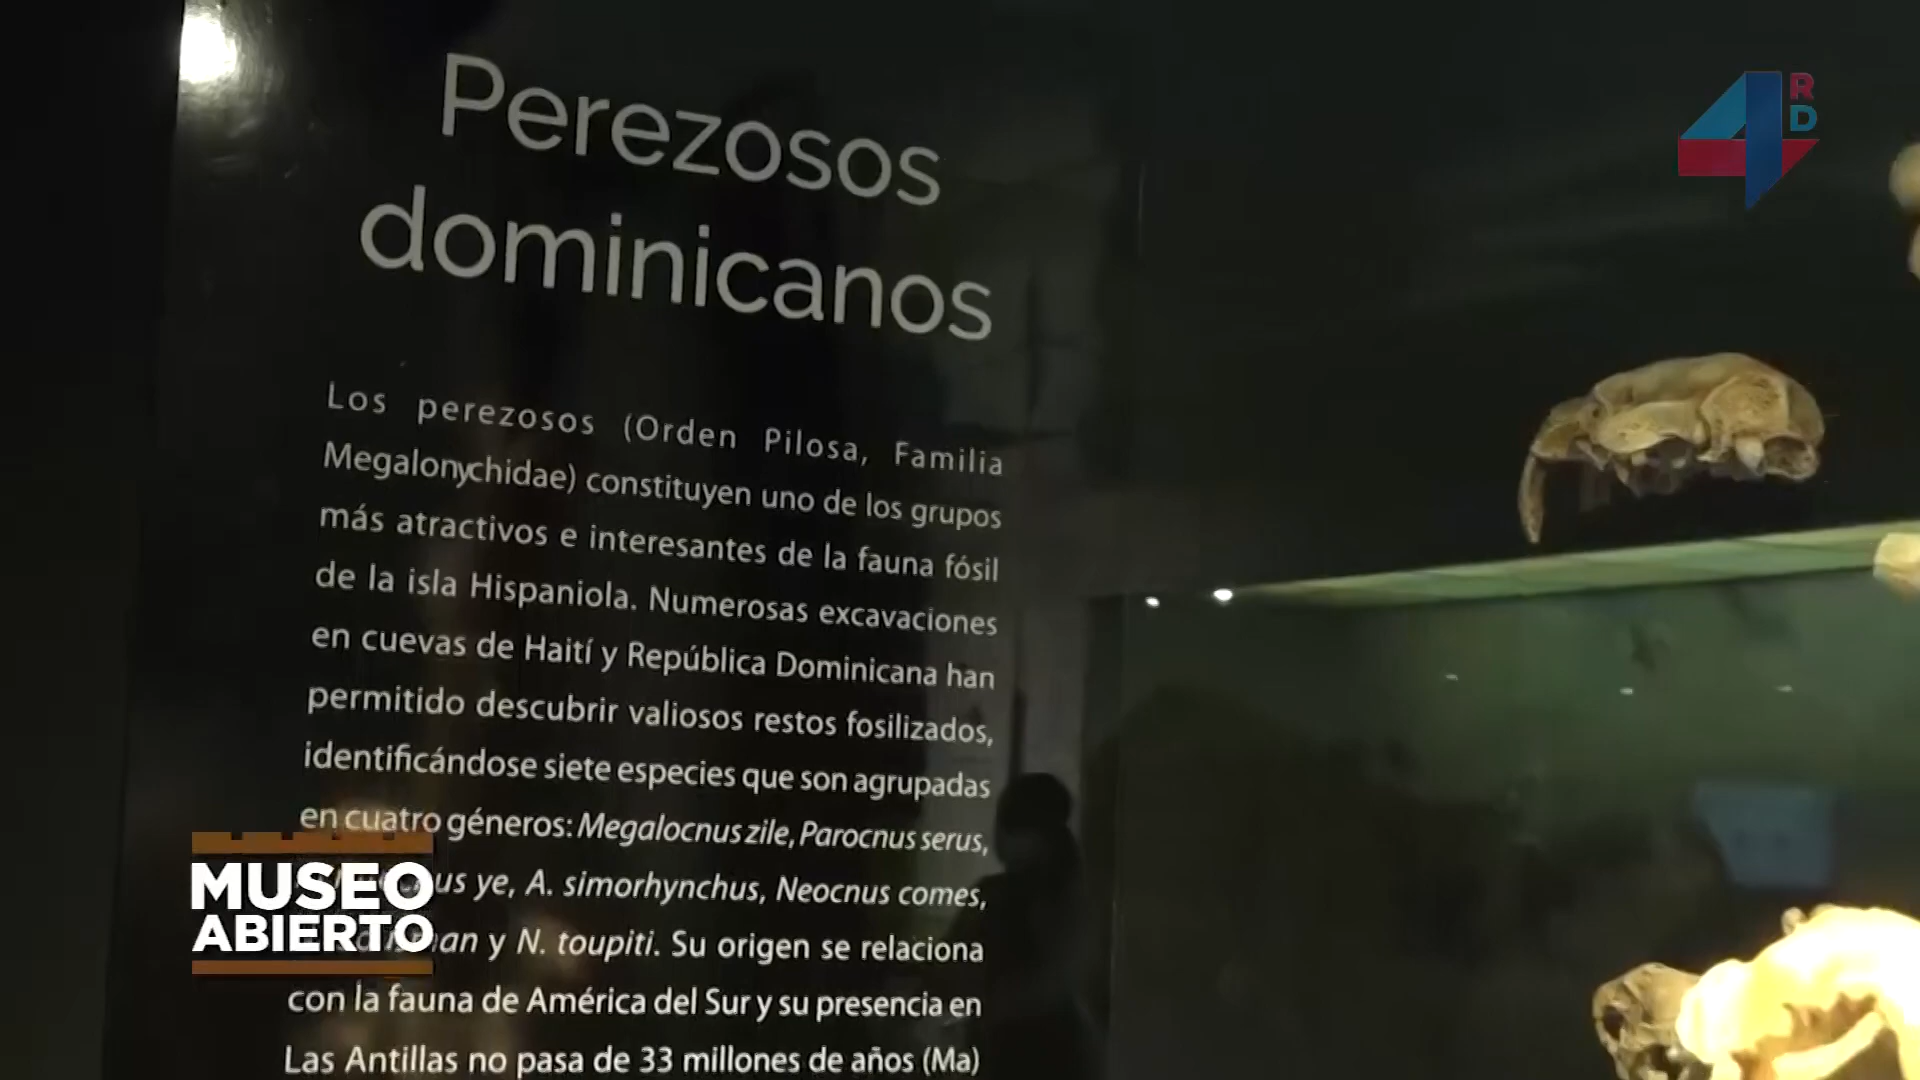 Perezosos
dominicanos
Los perezosos (Orden Pilosa, Familia
Megalonychidae) constituyen uno de los grupos
más atractivos e interesantes de la fauna fósil
de la isla Hispaniola. Numerosas excavaciones
en cuevas de Haití y República Dominicana han
permitido descubrir valiosos restos fosilizados,
identificándose siete especies que son agrupadas
en cuatro géneros: Megalocnus zile, Parocnus serus,
ye, A. simorhynchus, Neocnus comes,
y N. toupiti. Su origen se relaciona
con la fauna de América del Sur y su presencia en
Las Antillas no pasa de 33 millones de años (Ma)
MUSEO
ABIERTO
4
RD